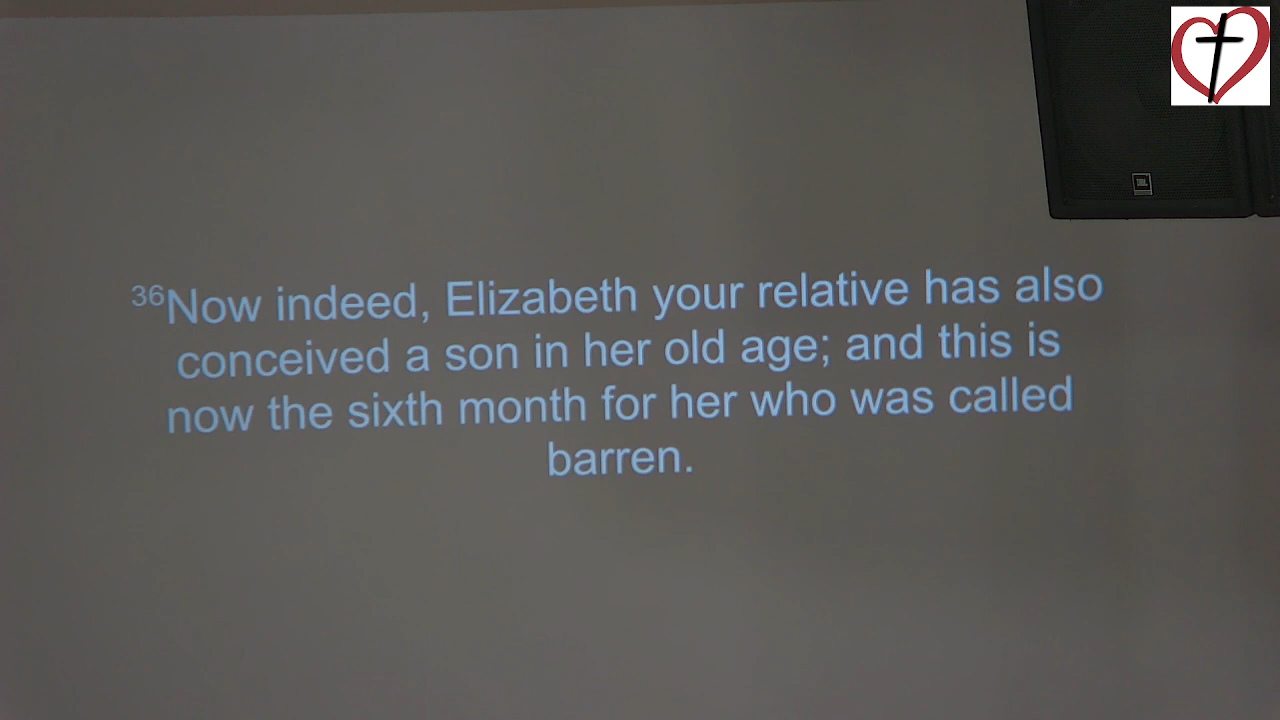 JBL
36Now indeed, Elizabeth your relative has also
conceived a son in her old age; and this is
now the sixth month for her who was called
barren.